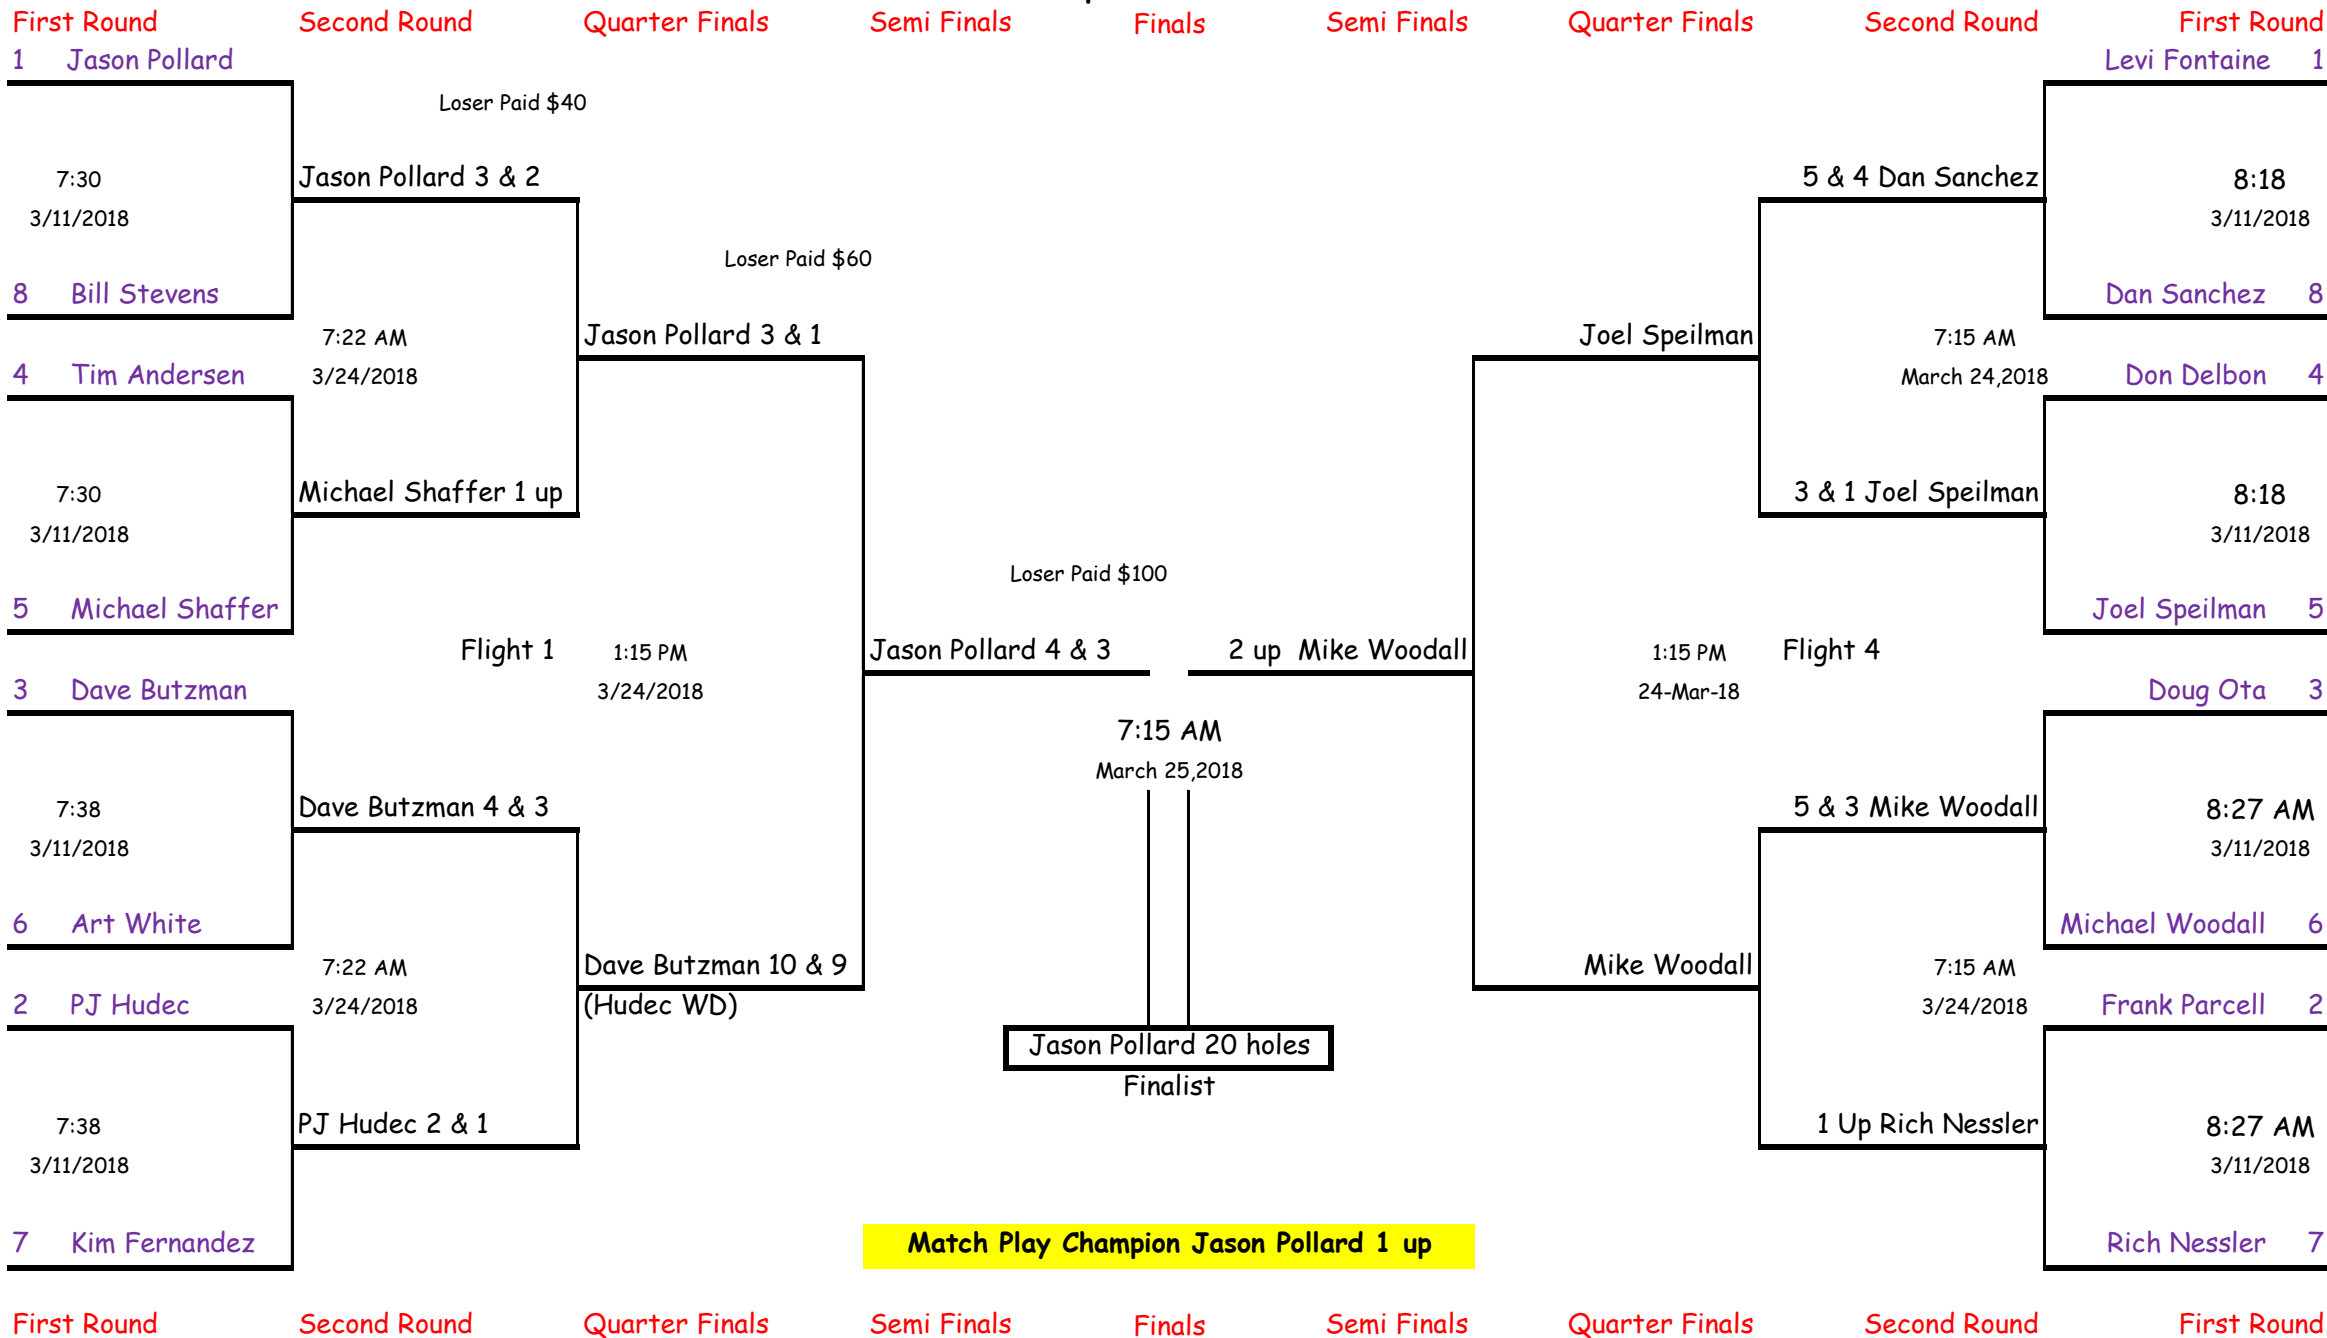 First Round Second Round Quarter Finals Semi Finals Finals Semi Finals Quarter Finals Second Round First Round
1 Jason Pollard Levi Fontaine 1
Loser Paid $40
7:30 Jason Pollard 3 & 2 5 & 4 Dan Sanchez 8:18
3/11/2018 3/11/2018
Loser Paid $60
8 Bill Stevens Dan Sanchez 8
7:22 AM Jason Pollard 3 & 1 Joel Speilman 7:15 AM
4 Tim Andersen 3/24/2018 March 24,2018 Don Delbon 4
7:30 Michael Shaffer 1 up 3 & 1 Joel Speilman 8:18
3/11/2018 3/11/2018
Loser Paid $100
5 Michael Shaffer Joel Speilman 5
Flight 1 1:15 PM Jason Pollard 4 & 3 2 up Mike Woodall 1:15 PM Flight 4
3 Dave Butzman 3/24/2018 24-Mar-18 Doug Ota 3
7:15 AM
March 25,2018
7:38 Dave Butzman 4 & 3 5 & 3 Mike Woodall 8:27 AM
3/11/2018 3/11/2018
6 Art White Michael Woodall 6
7:22 AM Dave Butzman 10 & 9 Mike Woodall 7:15 AM
2 PJ Hudec 3/24/2018 (Hudec WD) 3/24/2018 Frank Parcell 2
Jason Pollard 20 holes
Finalist
7:38 PJ Hudec 2 & 1 1 Up Rich Nessler 8:27 AM
3/11/2018 3/11/2018
7 Kim Fernandez Match Play Champion Jason Pollard 1 up Rich Nessler 7
First Round Second Round Quarter Finals Semi Finals Finals Semi Finals Quarter Finals Second Round First Round